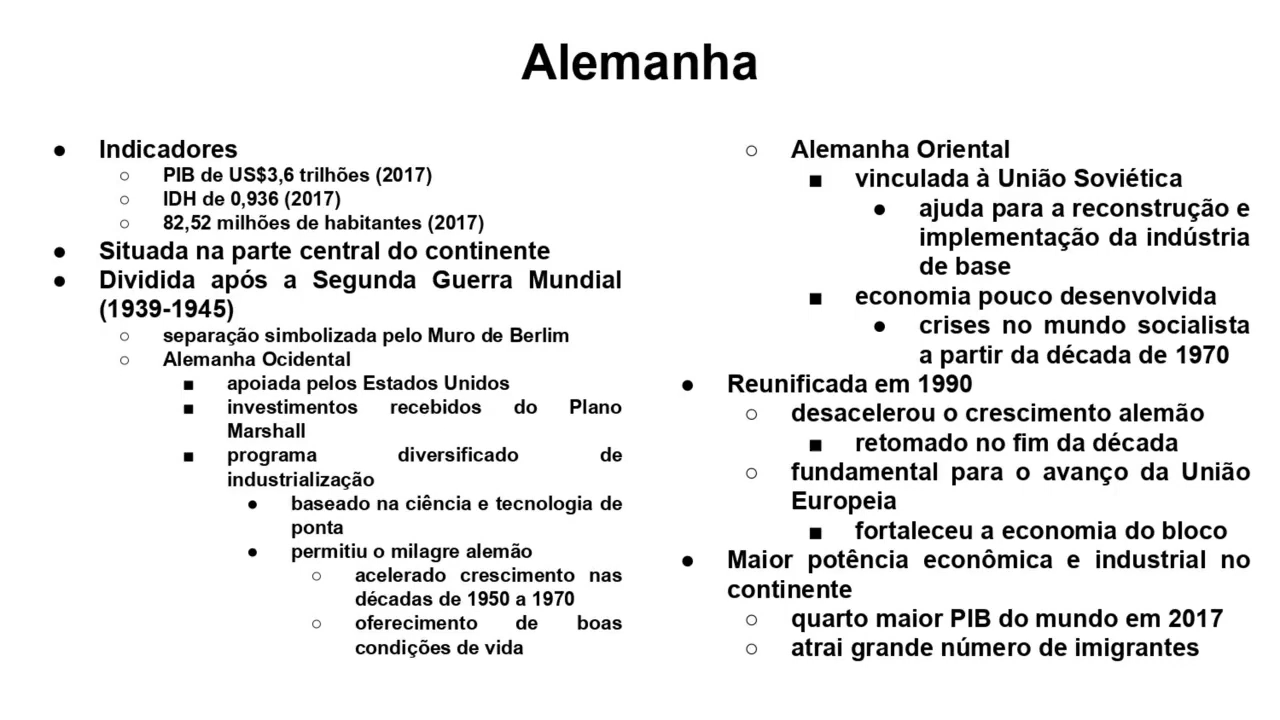 Alemanha
● Indicadores
○ PIB de US$3,6 trilhões (2017)
○ IDH de 0,936 (2017)
○ 82,52 milhões de habitantes (2017)
● Situada na parte central do continente
● Dividida após a Segunda Guerra Mundial
(1939-1945)
○ separação simbolizada pelo Muro de Berlim
○ Alemanha Ocidental
■ apoiada pelos Estados Unidos
■ investimentos recebidos do Plano
Marshall
■ programa diversificado de
industrialização
● baseado na ciência e tecnologia de
ponta
● permitiu o milagre alemão
○ acelerado crescimento nas
décadas de 1950 a 1970
○ oferecimento de boas
condições de vida
○ Alemanha Oriental
■ vinculada à União Soviética
● ajuda para a reconstrução e
implementação da indústria
de base
■ economia pouco desenvolvida
● crises no mundo socialista
a partir da década de 1970
● Reunificada em 1990
○ desacelerou o crescimento alemão
■ retomado no fim da década
○ fundamental para o avanço da União
Europeia
■ fortaleceu a economia do bloco
● Maior potência econômica e industrial no
continente
○ quarto maior PIB do mundo em 2017
○ atrai grande número de imigrantes